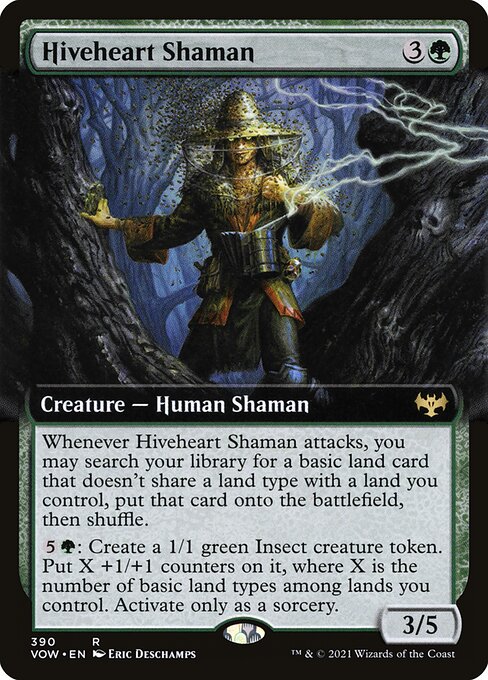 Hiveheart Shaman 3
Creature — Human Shaman
Whenever Hiveheart Shaman attacks, you
may search your library for a basic land card
that doesn't share a land type with a land you
control, put that card onto the battlefield,
then shuffle.
5 : Create a 1/1 green Insect creature token.
Put X +1/+1 counters on it, where X is the
number of basic land types among lands you
control. Activate only as a sorcery.
3/5
390 R
VOW • EN Eric Deschamps
™ & © 2021 Wizards of the Coast